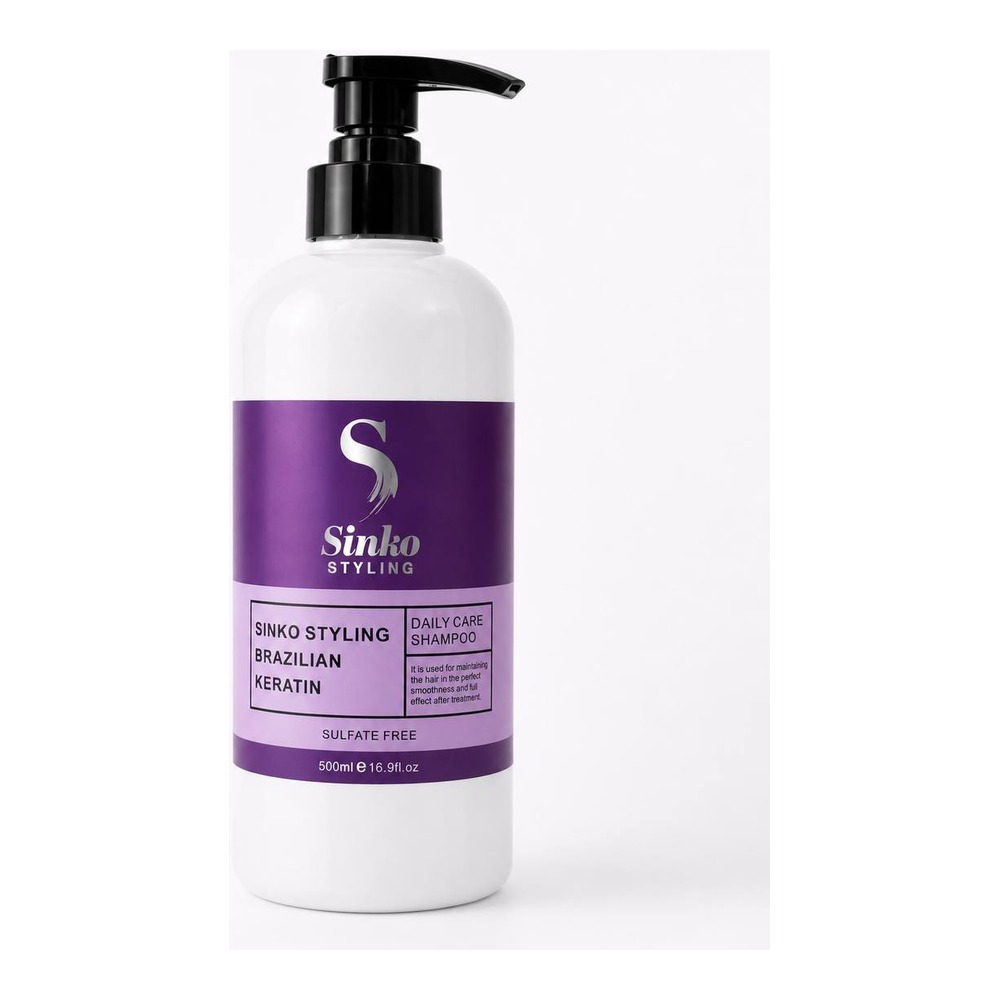 S
Sinko
STYLING
SINKO STYLING
BRAZILIAN
KERATIN
DAILY CARE
SHAMPOO
It is used for maintaining
the hair in the perfect
smoothness and full
effect after treatment.
SULFATE FREE
500ml e 16.9fl.oz